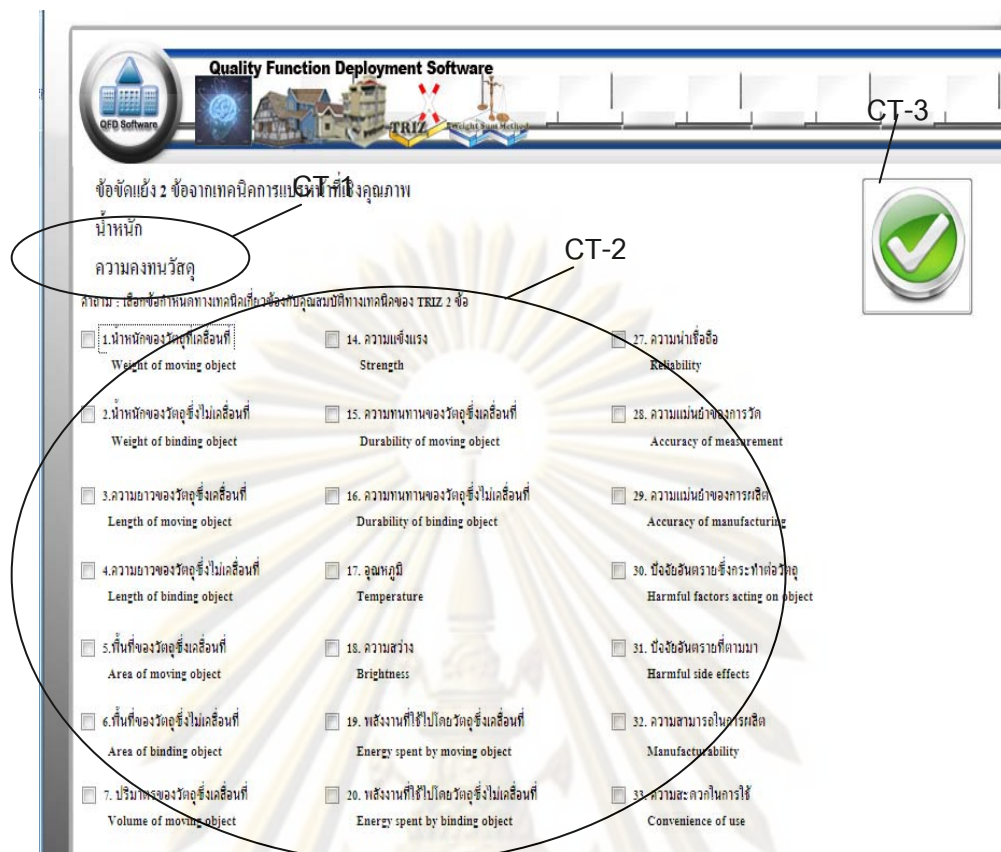 Quality Function Deployment Software
QFD Software
TRIZ
Weight Sum Method
CT-3
ข้อขัดแย้ง 2 ข้อจากเทคนิคการแปรหน้าที่เชิงคุณภาพ
CT-1
น้ำหนัก
ความคงทนวัสดุ
CT-2
คำถาม : เลือกข้อกำหนดทางเทคนิคเกี่ยวข้องกับคุณสมบัติทางเทคนิคของ TRIZ 2 ข้อ
1.น้ำหนักของวัตถุที่เคลื่อนที่
Weight of moving object
2.น้ำหนักของวัตถุซึ่งไม่เคลื่อนที่
Weight of binding object
3.ความยาวของวัตถุซึ่งเคลื่อนที่
Length of moving object
4.ความยาวของวัตถุซึ่งไม่เคลื่อนที่
Length of binding object
5.พื้นที่ของวัตถุซึ่งเคลื่อนที่
Area of moving object
6.พื้นที่ของวัตถุซึ่งไม่เคลื่อนที่
Area of binding object
7. ปริมาตรของวัตถุซึ่งเคลื่อนที่
Volume of moving object
14. ความแข็งแรง
Strength
15. ความทนทานของวัตถุซึ่งเคลื่อนที่
Durability of moving object
16. ความทนทานของวัตถุซึ่งไม่เคลื่อนที่
Durability of binding object
17. อุณหภูมิ
Temperature
18. ความสว่าง
Brightness
19. พลังงานที่ใช้ไปโดยวัตถุซึ่งเคลื่อนที่
Energy spent by moving object
20. พลังงานที่ใช้ไปโดยวัตถุซึ่งไม่เคลื่อนที่
Energy spent by binding object
27. ความน่าเชื่อถือ
Reliability
28. ความแม่นยำของการวัด
Accuracy of measurement
29. ความแม่นยำของการผลิต
Accuracy of manufacturing
30. ปัจจัยอันตรายซึ่งกระทำต่อวัตถุ
Harmful factors acting on object
31. ปัจจัยอันตรายที่ตามมา
Harmful side effects
32. ความสามารถในการผลิต
Manufacturability
33. ความสะดวกในการใช้
Convenience of use